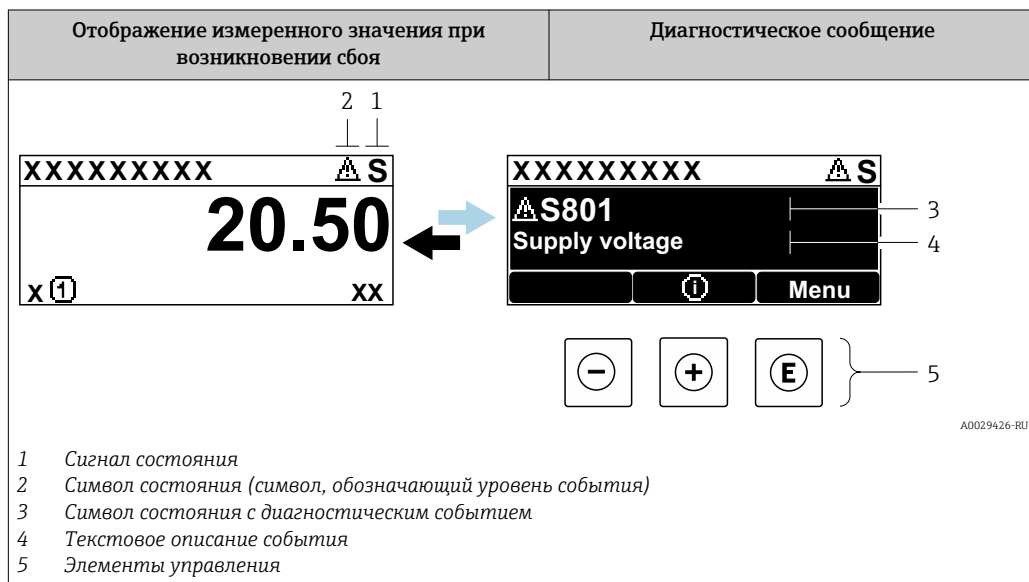 Отображение измеренного значения при
возникновении сбоя
Диагностическое сообщение
2 1
XXXXXXXXX S
20.50
X 1 XX
XXXXXXXXX S
S801 3
Supply voltage 4
i Menu
− + E 5
A0029426-RU
1 Сигнал состояния
2 Символ состояния (символ, обозначающий уровень события)
3 Символ состояния с диагностическим событием
4 Текстовое описание события
5 Элементы управления